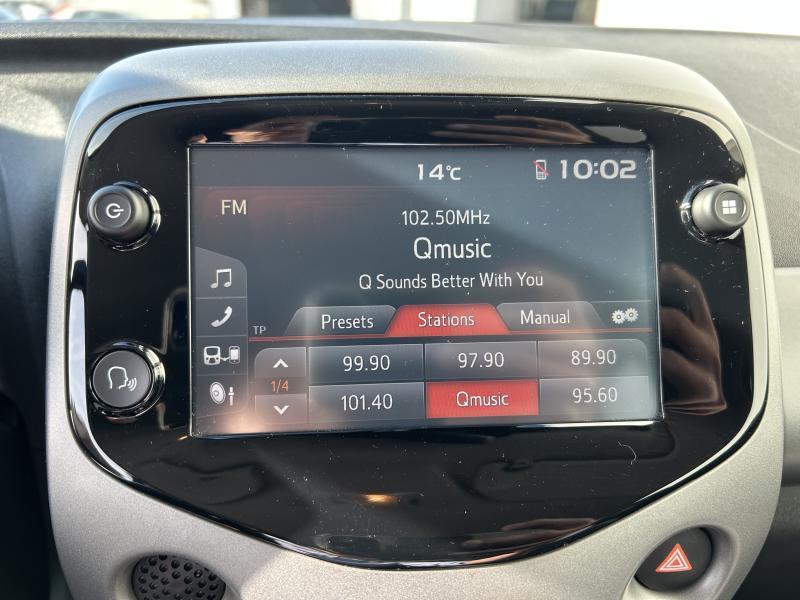 14°c 10:02
FM
102.50MHz
Qmusic
Q Sounds Better With You
TP Presets Stations Manual
99.90 97.90 89.90
1/4
101.40 Qmusic 95.60